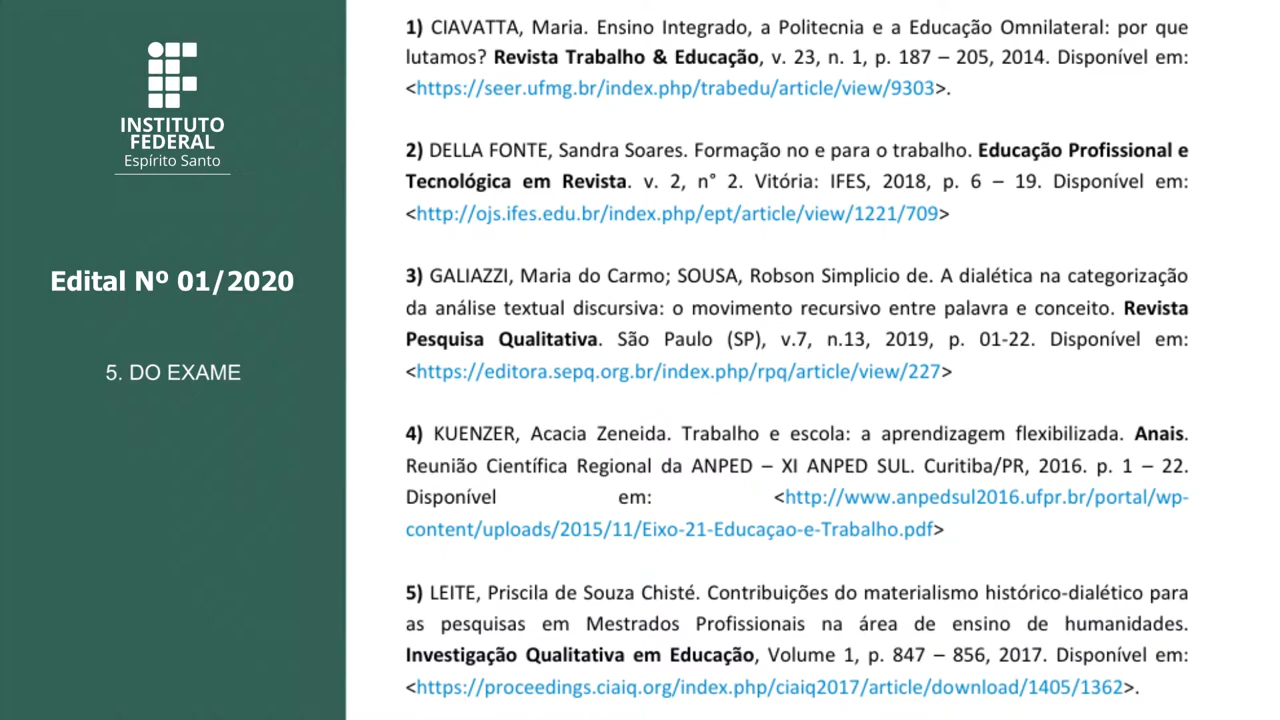 INSTITUTO
FEDERAL
Espírito Santo
Edital Nº 01/2020
5. DO EXAME
1) CIAVATTA, Maria. Ensino Integrado, a Politecnia e a Educação Omnilateral: por que
lutamos? Revista Trabalho & Educação, v. 23, n. 1, p. 187 – 205, 2014. Disponível em:
<https://seer.ufmg.br/index.php/trabedu/article/view/9303>.
2) DELLA FONTE, Sandra Soares. Formação no e para o trabalho. Educação Profissional e
Tecnológica em Revista. v. 2, n° 2. Vitória: IFES, 2018, p. 6 – 19. Disponível em:
<http://ojs.ifes.edu.br/index.php/ept/article/view/1221/709>
3) GALIAZZI, Maria do Carmo; SOUSA, Robson Simplicio de. A dialética na categorização
da análise textual discursiva: o movimento recursivo entre palavra e conceito. Revista
Pesquisa Qualitativa. São Paulo (SP), v.7, n.13, 2019, p. 01-22. Disponível em:
<https://editora.sepq.org.br/index.php/rpq/article/view/227>
4) KUENZER, Acacia Zeneida. Trabalho e escola: a aprendizagem flexibilizada. Anais.
Reunião Científica Regional da ANPED – XI ANPED SUL. Curitiba/PR, 2016. p. 1 – 22.
Disponível em: <http://www.anpedsul2016.ufpr.br/portal/wp-
content/uploads/2015/11/Eixo-21-Educaçao-e-Trabalho.pdf>
5) LEITE, Priscila de Souza Chisté. Contribuições do materialismo histórico-dialético para
as pesquisas em Mestrados Profissionais na área de ensino de humanidades.
Investigação Qualitativa em Educação, Volume 1, p. 847 – 856, 2017. Disponível em:
<https://proceedings.ciaiq.org/index.php/ciaiq2017/article/download/1405/1362>.